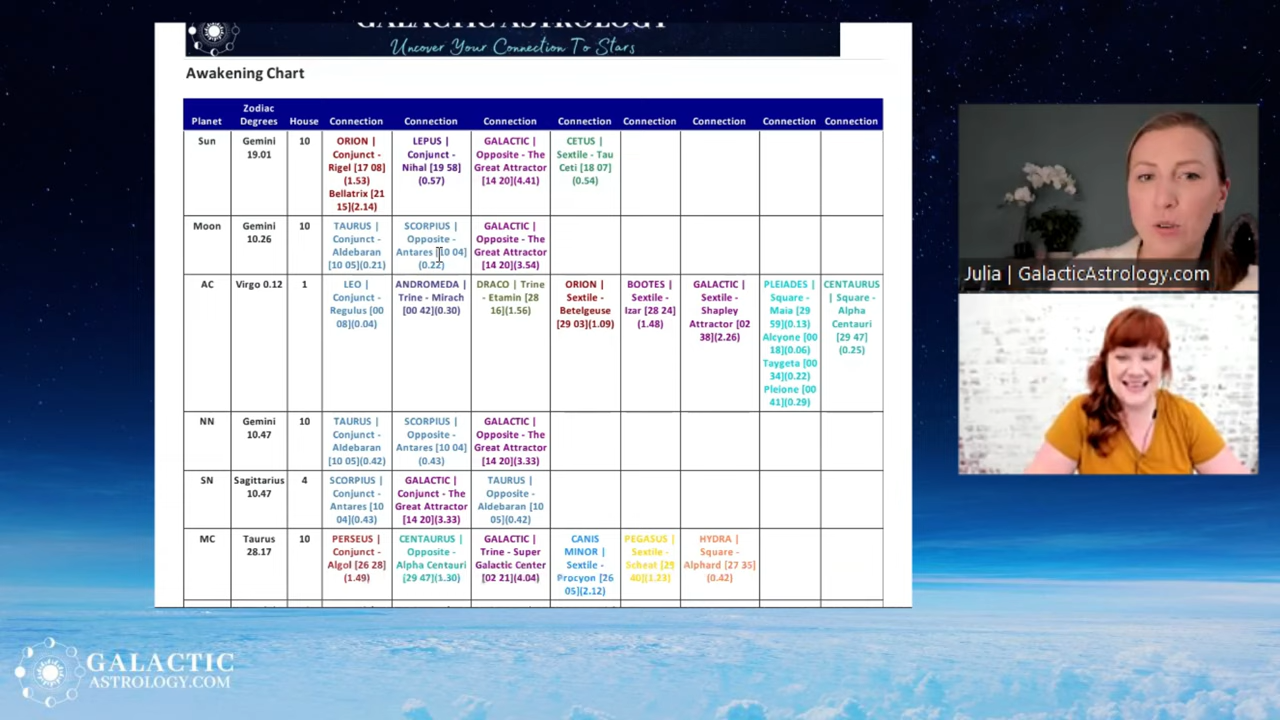 GALACTIC ASTROLOGY
Uncover Your Connection To Stars
Awakening Chart
Planet Zodiac Degrees House Connection Connection Connection Connection Connection Connection Connection Connection
Sun
Gemini
19.01
10
ORION |
Conjunct -
Rigel [17 08]
(1.53)
Bellatrix [21
15](2.14)
LEPUS |
Conjunct -
Nihal [19 58]
(0.57)
GALACTIC |
Opposite - The
Great Attractor
[14 20](4.41)
CETUS |
Sextile - Tau
Ceti [18 07]
(0.54)
Moon
Gemini
10.26
10
TAURUS |
Conjunct -
Aldebaran
[10 05](0.21)
SCORPIUS |
Opposite -
Antares [10 04]
(0.22)
GALACTIC |
Opposite - The
Great Attractor
[14 20](3.54)
AC
Virgo 0.12
1
LEO |
Conjunct -
Regulus [00
08](0.04)
ANDROMEDA |
Trine - Mirach
[00 42](0.30)
DRACO | Trine
- Etamin [28
16](1.56)
ORION |
Sextile -
Betelgeuse
[29 03](1.09)
BOOTES |
Sextile -
Izar [28 24]
(1.48)
GALACTIC |
Sextile -
Shapley
Attractor [02
38](2.26)
PLEIADES |
Square -
Maia [29
59](0.13)
Alcyone [00
18](0.06)
Taygeta [00
34](0.22)
Pleione [00
41](0.29)
CENTAURUS
| Square -
Alpha
Centauri
[29 47]
(0.25)
NN
Gemini
10.47
10
TAURUS |
Conjunct -
Aldebaran
[10 05](0.42)
SCORPIUS |
Opposite -
Antares [10 04]
(0.43)
GALACTIC |
Opposite - The
Great Attractor
[14 20](3.33)
SN
Sagittarius
10.47
4
SCORPIUS |
Conjunct -
Antares [10
04](0.43)
GALACTIC |
Conjunct - The
Great Attractor
[14 20](3.33)
TAURUS |
Opposite -
Aldebaran [10
05](0.42)
MC
Taurus
28.17
10
PERSEUS |
Conjunct -
Algol [26 28]
(1.49)
CENTAURUS |
Opposite -
Alpha Centauri
[29 47](1.30)
GALACTIC |
Trine - Super
Galactic Center
[02 21](4.04)
CANIS
MINOR |
Sextile -
Procyon [26
05](2.12)
PEGASUS |
Sextile -
Scheat [29
40](1.23)
HYDRA |
Square -
Alphard [27 35]
(0.42)
Julia | GalacticAstrology.com
GALACTIC
ASTROLOGY.COM